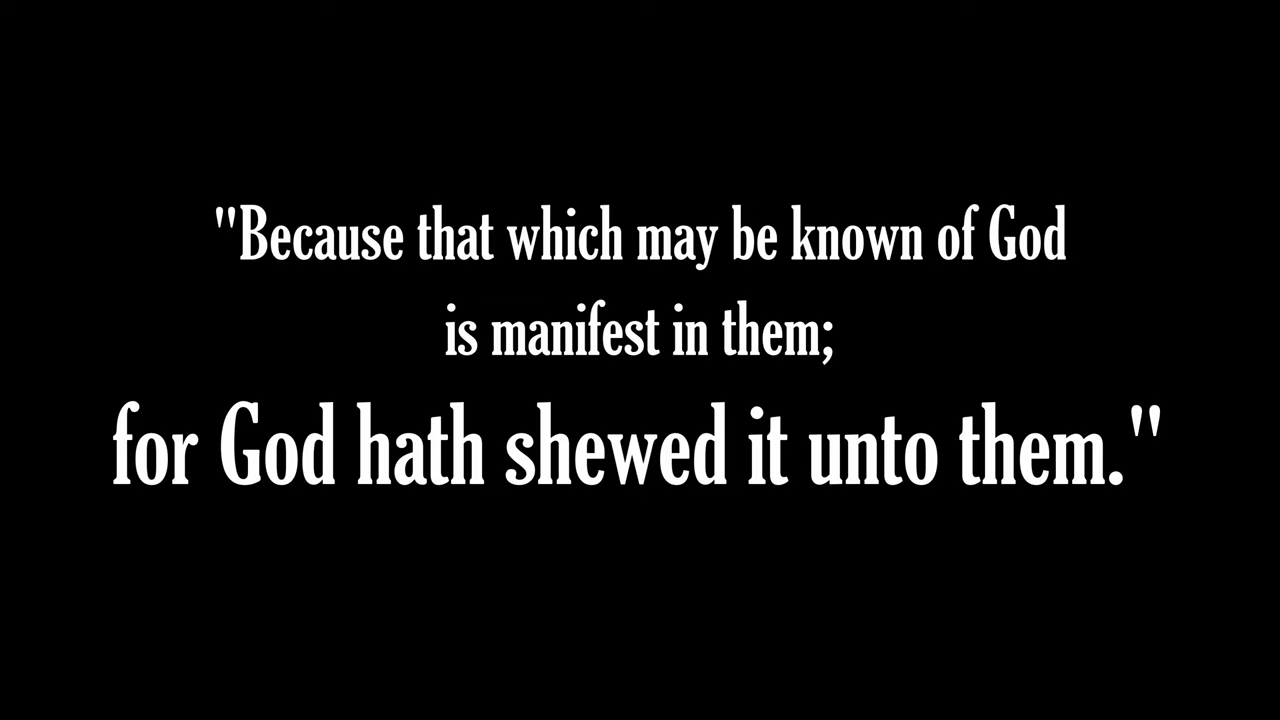 "Because that which may be known of God
is manifest in them;
for God hath shewed it unto them."